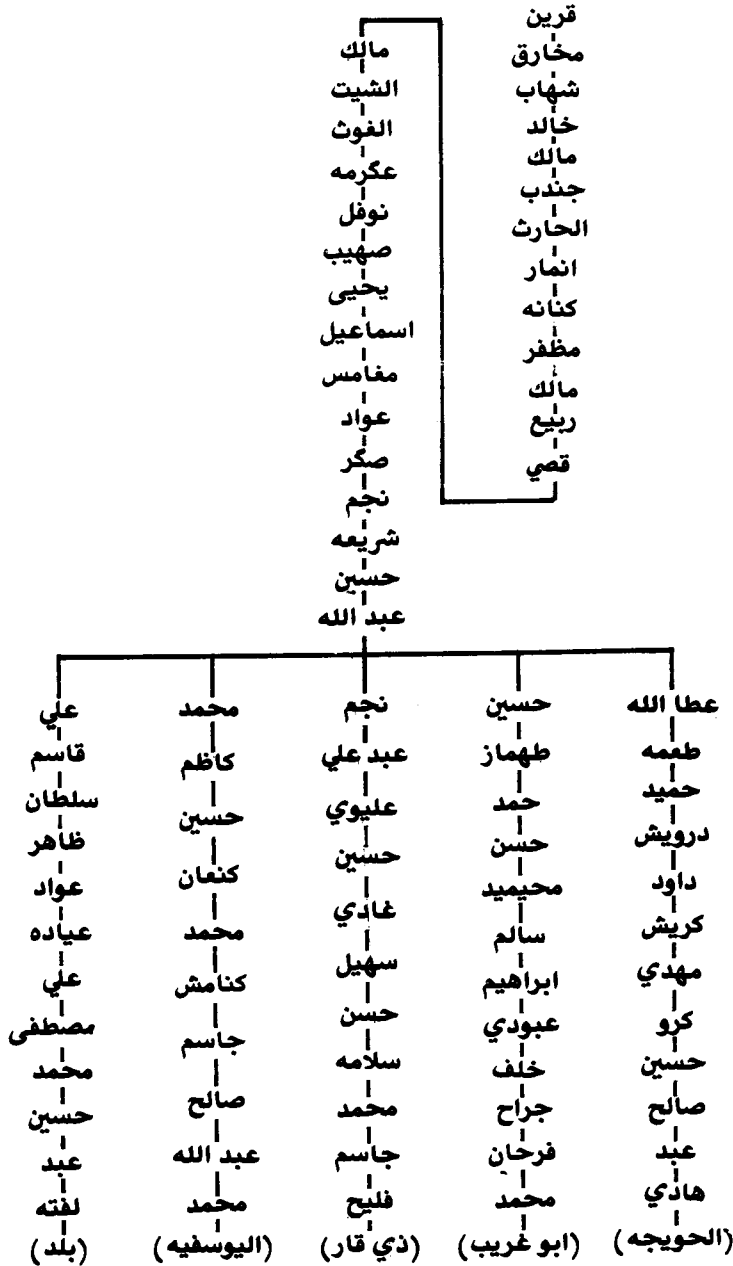 قرين
مخارق
شهاب
خالد
مالك
جندب
الحارث
انمار
كنانه
مظفر
مالك
ربيع
قصي
مالك
الشيت
الغوث
عگرمه
نوفل
صهيب
يحيى
اسماعيل
مغامس
عواد
صگر
نجم
شريعه
حسين
عبد الله
عطا الله
طعمه
حميد
درويش
داود
كريش
مهدي
كرو
حسين
صالح
عبد
هادي
(الحويجه)
حسين
طهماز
حمد
حسن
محيميد
سالم
ابراهيم
عبودي
خلف
جراح
فرحان
محمد
(ابو غريب)
نجم
عبد علي
عليوي
حسين
غادي
سهيل
حسن
سلامه
محمد
جاسم
فليح
(ذي قار)
محمد
كاظم
حسين
كنعان
محمد
كنامش
جاسم
صالح
عبد الله
محمد
(اليوسفيه)
علي
قاسم
سلطان
ظاهر
عواد
عياده
علي
مصطفى
محمد
حسين
عبد
لفته
(بلد)